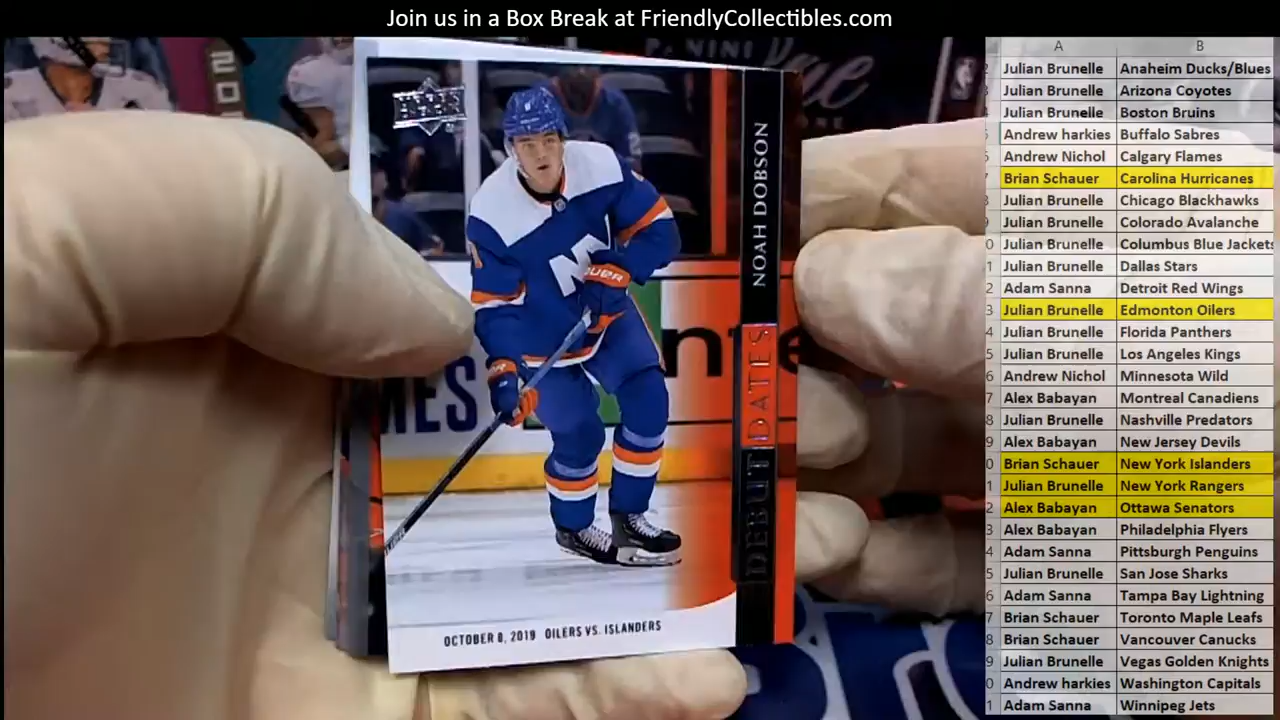 Join us in a Box Break at FriendlyCollectibles.com
PANINI
UPPER DECK
NOAH DOBSON
DEBUT DATES
OCTOBER 8, 2019 OILERS VS. ISLANDERS
A B
Julian Brunelle Anaheim Ducks/Blues
Julian Brunelle Arizona Coyotes
Julian Brunelle Boston Bruins
Andrew harkies Buffalo Sabres
Andrew Nichol Calgary Flames
Brian Schauer Carolina Hurricanes
Julian Brunelle Chicago Blackhawks
Julian Brunelle Colorado Avalanche
Julian Brunelle Columbus Blue Jackets
Julian Brunelle Dallas Stars
Adam Sanna Detroit Red Wings
Julian Brunelle Edmonton Oilers
Julian Brunelle Florida Panthers
Julian Brunelle Los Angeles Kings
Andrew Nichol Minnesota Wild
Alex Babayan Montreal Canadiens
Julian Brunelle Nashville Predators
Alex Babayan New Jersey Devils
Brian Schauer New York Islanders
Julian Brunelle New York Rangers
Alex Babayan Ottawa Senators
Alex Babayan Philadelphia Flyers
Adam Sanna Pittsburgh Penguins
Julian Brunelle San Jose Sharks
Adam Sanna Tampa Bay Lightning
Brian Schauer Toronto Maple Leafs
Brian Schauer Vancouver Canucks
Julian Brunelle Vegas Golden Knights
Andrew harkies Washington Capitals
Adam Sanna Winnipeg Jets